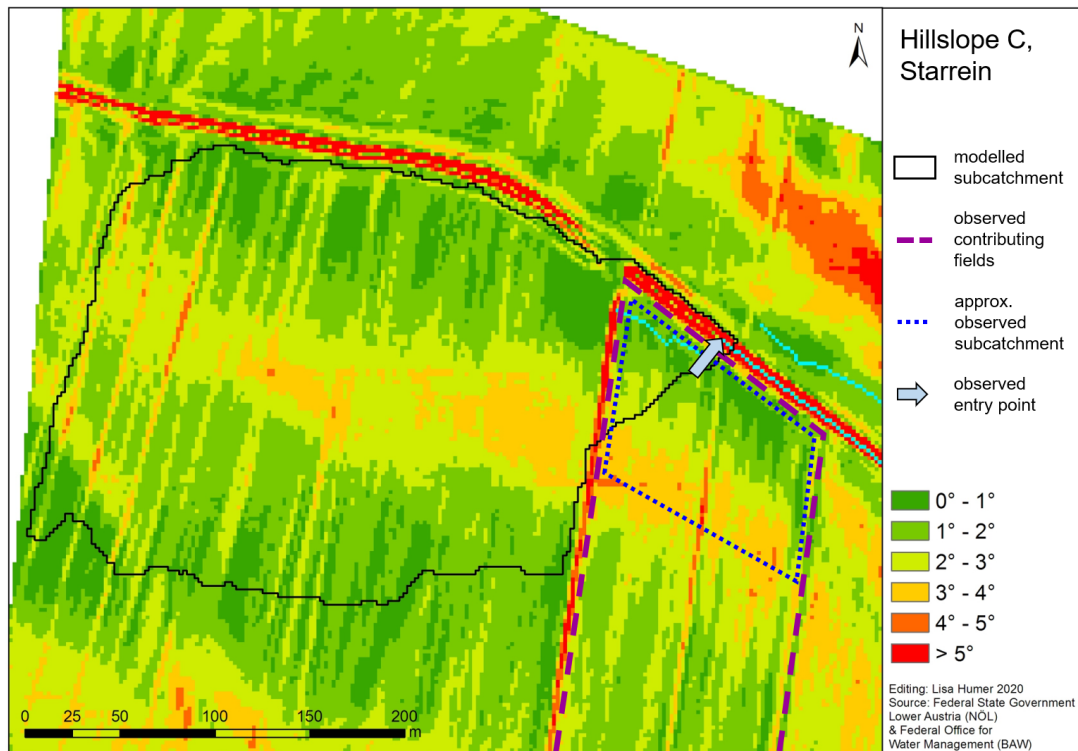 N
Hillslope C,
Starrein
modelled
subcatchment
observed
contributing
fields
approx.
observed
subcatchment
observed
entry point
0° - 1°
1° - 2°
2° - 3°
3° - 4°
4° - 5°
> 5°
0 25 50 100 150 200
m
Editing: Lisa Humer 2020
Source: Federal State Government
Lower Austria (NÖL)
& Federal Office for
Water Management (BAW)